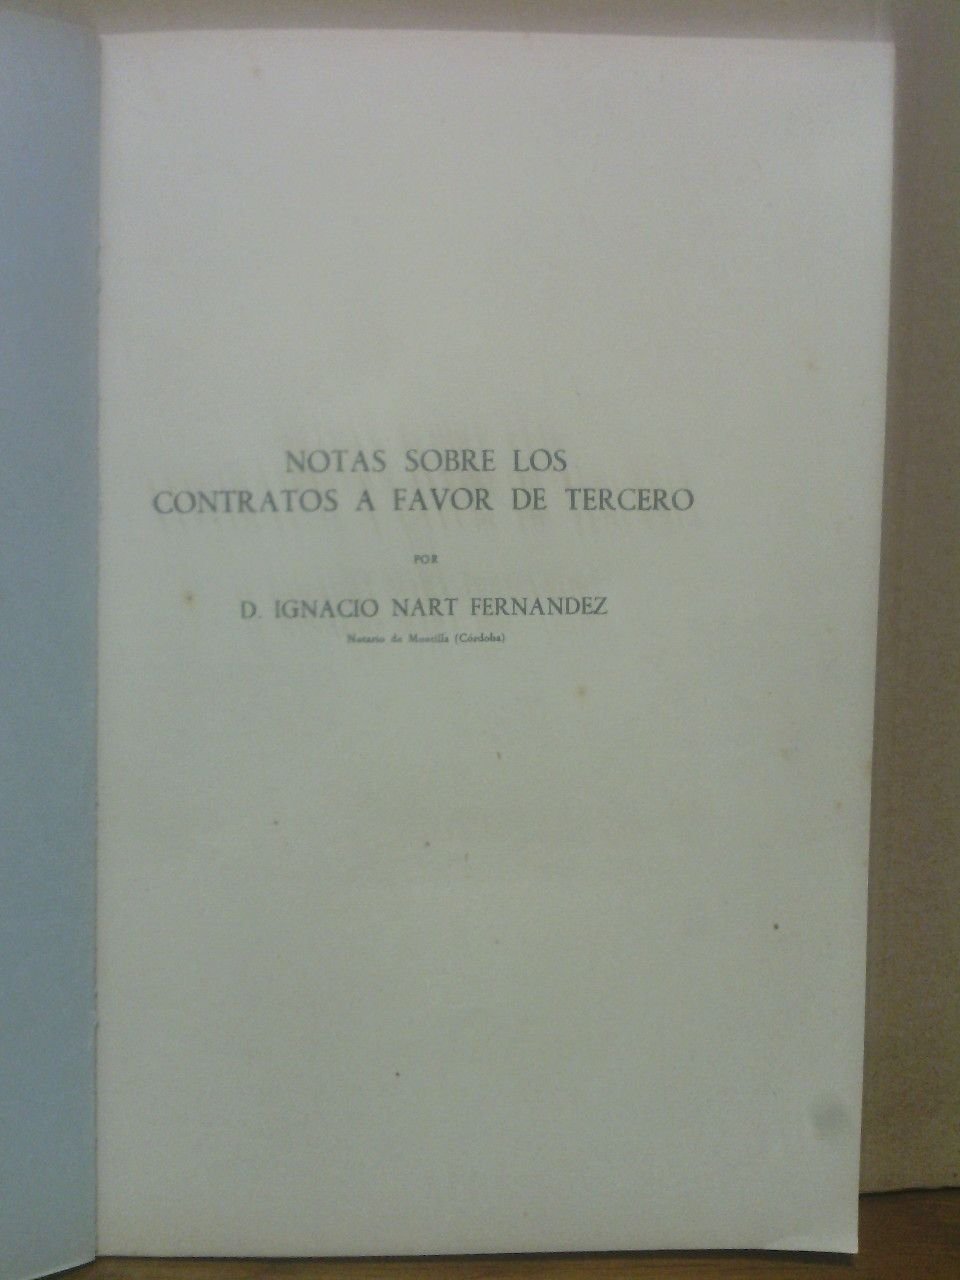 NOTAS SOBRE LOS
CONTRATOS A FAVOR DE TERCERO
POR
D. IGNACIO NART FERNANDEZ
Notario de Montilla (Córdoba)